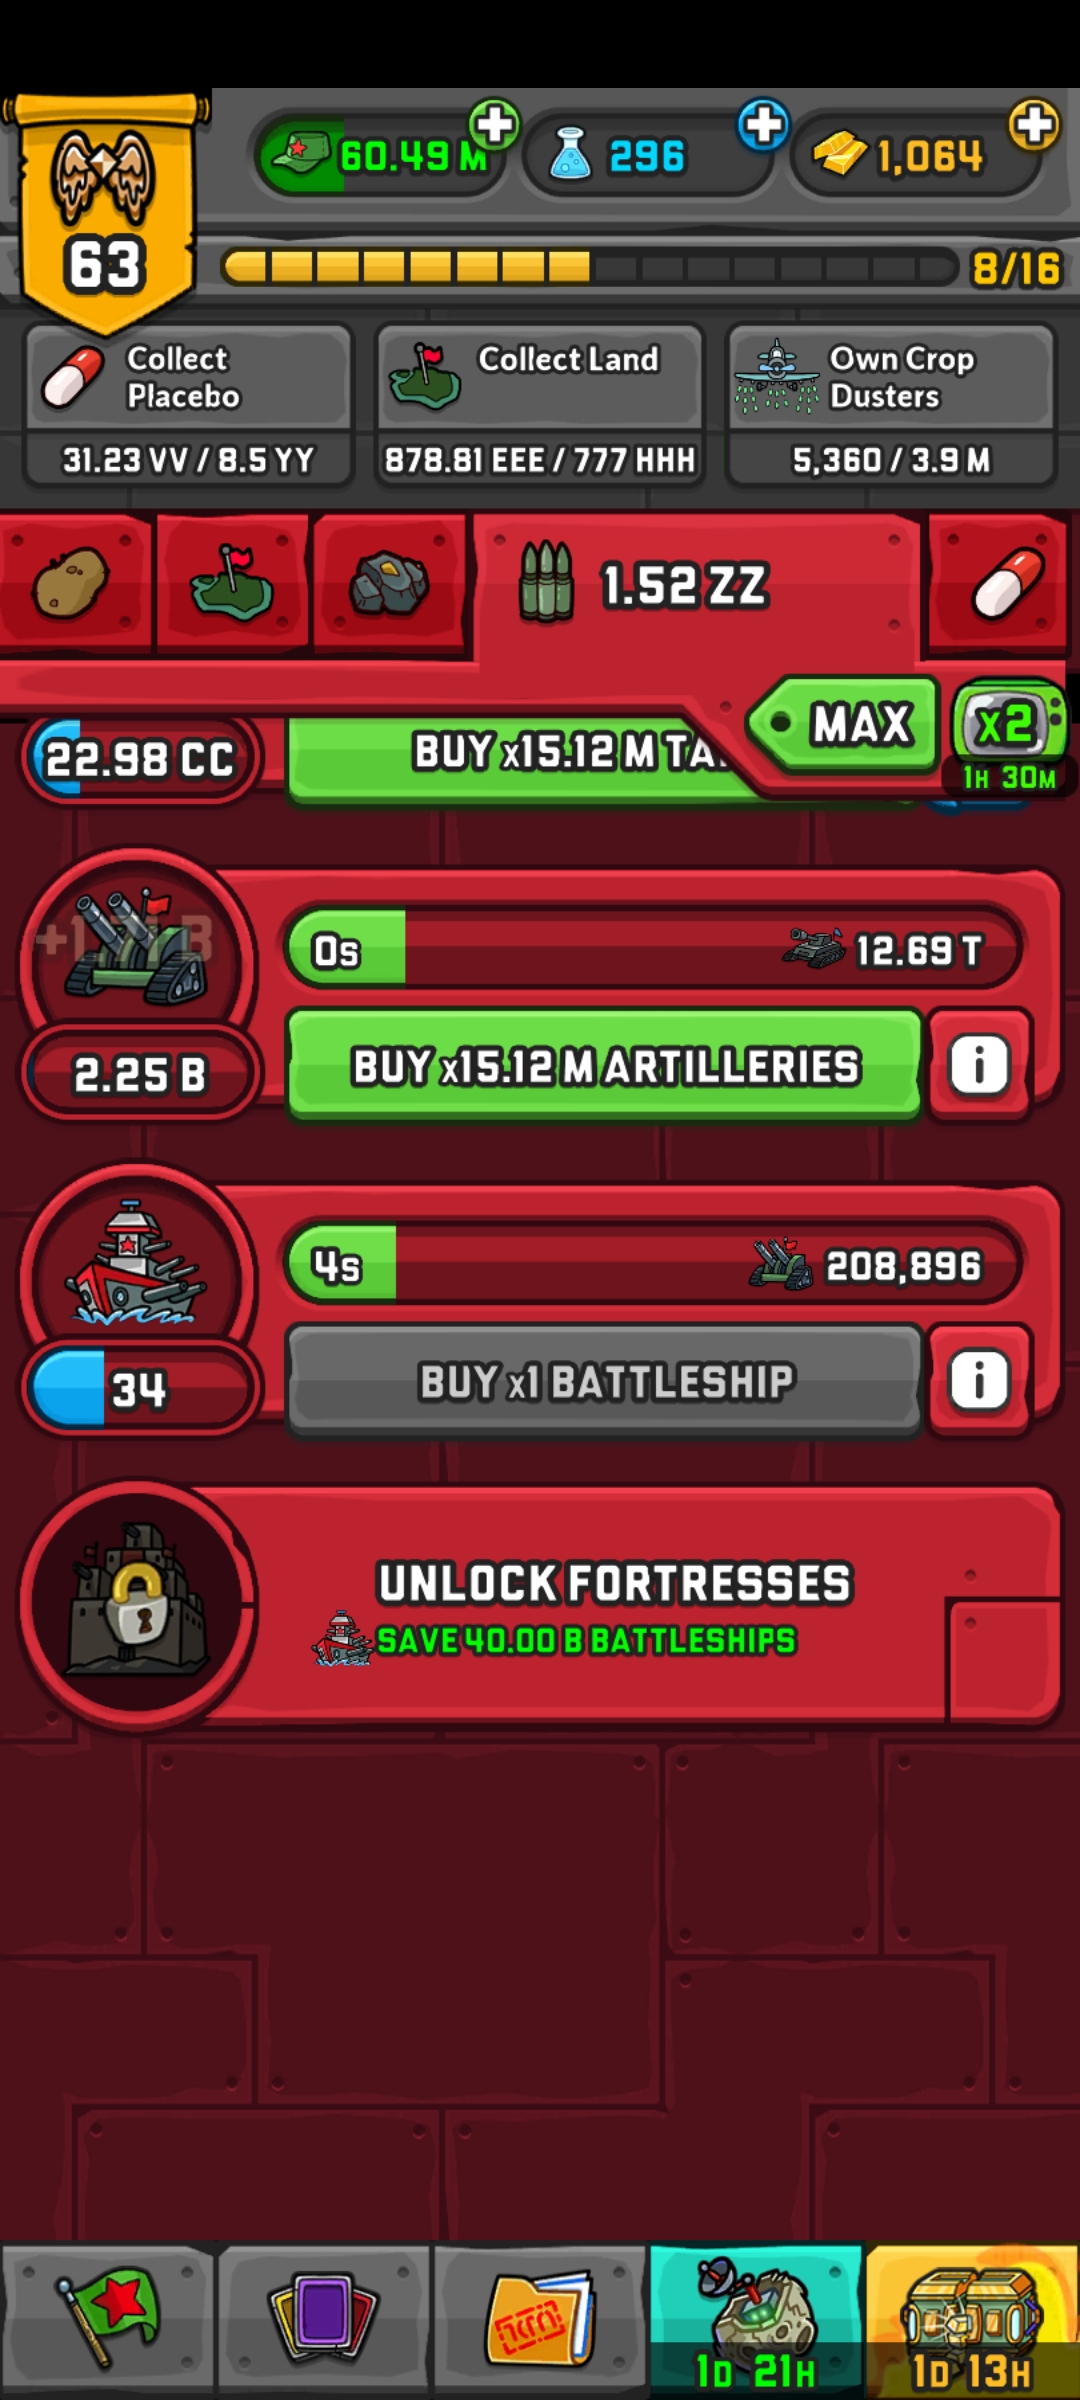 60.49 M
296
1,064
63
8/16
Collect
Placebo
31.23 VV / 8.5 YY
Collect Land
878.81 EEE / 777 HHH
Own Crop
Dusters
5,360 / 3.9 M
1.52 ZZ
MAX
x2
1H 30M
22.98 CC
BUY x15.12 M
0s
12.69 T
2.25 B
BUY x15.12 M ARTILLERIES
i
4s
208,896
34
BUY x1 BATTLESHIP
i
UNLOCK FORTRESSES
SAVE 40.00 B BATTLESHIPS
1D 21H
1D 13H